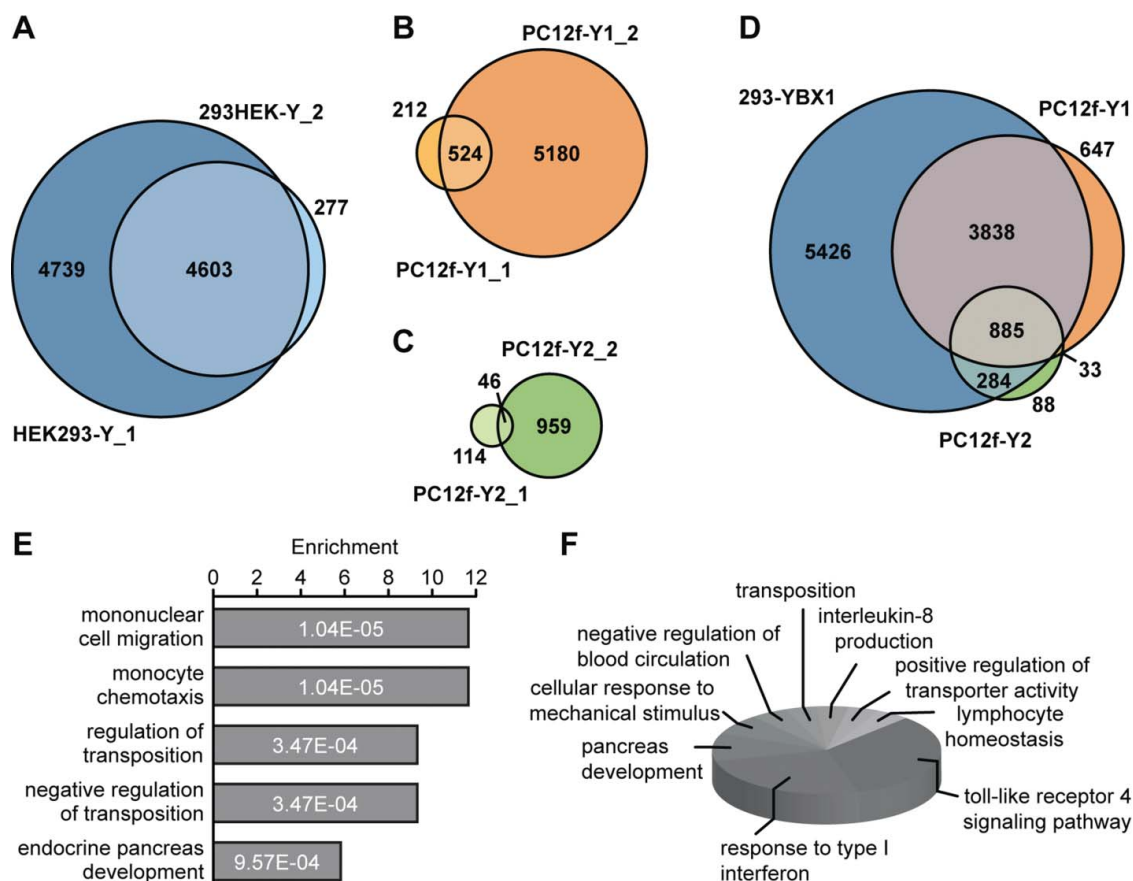 A
293HEK-Y_2
277
4739
4603
HEK293-Y_1
B
PC12f-Y1_2
212
524
5180
PC12f-Y1_1
C
PC12f-Y2_2
46
959
114
PC12f-Y2_1
D
293-YBX1
PC12f-Y1
647
3838
5426
885
284
33
88
PC12f-Y2
E
Enrichment
0 2 4 6 8 10 12
mononuclear
cell migration
1.04E-05
monocyte
chemotaxis
1.04E-05
regulation of
transposition
3.47E-04
negative regulation
of transposition
3.47E-04
endocrine pancreas
development
9.57E-04
F
transposition
interleukin-8
production
negative regulation of
blood circulation
positive regulation of
transporter activity
cellular response to
mechanical stimulus
lymphocyte
homeostasis
pancreas
development
toll-like receptor 4
signaling pathway
response to type I
interferon